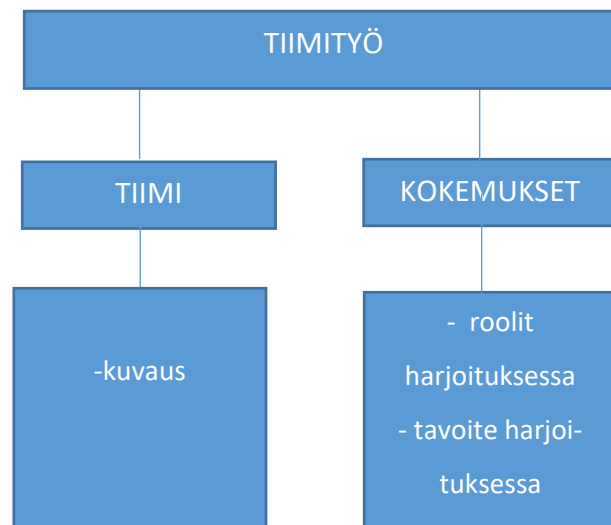 TIIMITYÖ
TIIMI
KOKEMUKSET
-kuvaus
- roolit
harjoituksessa
- tavoite harjoi-
tuksessa